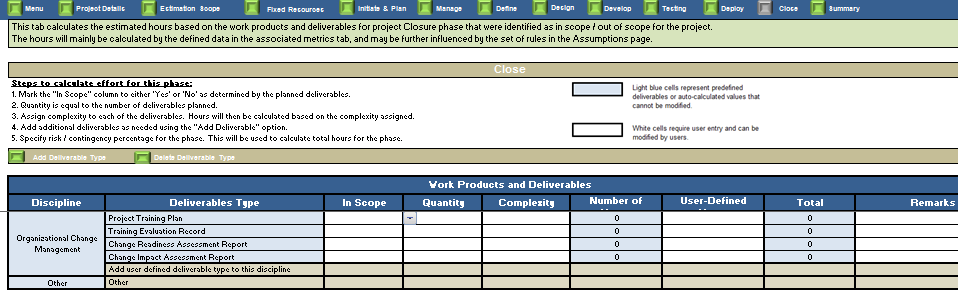 Menu Project Details Estimation Scope Fixed Resources Initiate & Plan Manage Define Design Develop Testing Deploy Close Summary
This tab calculates the estimated hours based on the work products and deliverables for project Closure phase that were identified as in scope / out of scope for the project.
The hours will mainly be calculated by the defined data in the associated metrics tab, and may be further influenced by the set of rules in the Assumptions page.
Close
Steps to calculate effort for this phase:
1. Mark the "In Scope" column to either 'Yes' or 'No' as determined by the planned deliverables.
2. Quantity is equal to the number of deliverables planned.
3. Assign complexity to each of the deliverables. Hours will then be calculated based on the complexity assigned.
4. Add additional deliverables as needed using the "Add Deliverable" option.
5. Specify risk / contingency percentage for the phase. This will be used to calculate total hours for the phase.
Light blue cells represent predefined
deliverables or auto-calculated values that
cannot be modified.
White cells require user entry and can be
modified by users.
Add Deliverable Type Delete Deliverable Type
Work Products and Deliverables
Discipline Deliverables Type In Scope Quantity Complexity Number of User-Defined Total Remarks
Organizational Change
Management
Project Training Plan 0 0
Training Evaluation Record 0 0
Change Readiness Assessment Report 0 0
Change Impact Assessment Report 0 0
Add user defined deliverable type to this discipline
Other Other